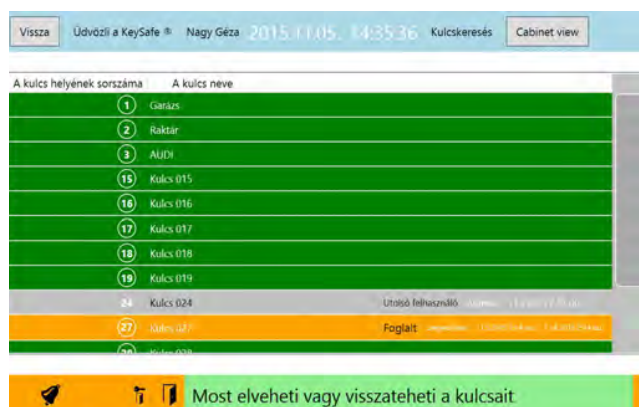 Vissza Üdvözli a KeySafe ® Nagy Géza 2015.11.05. 14:35:36 Kulcskeresés Cabinet view
A kulcs helyének sorszáma A kulcs neve
1 Garázs
2 Raktár
3 AUDI
15 Kulcs 015
16 Kulcs 016
17 Kulcs 017
18 Kulcs 018
19 Kulcs 019
24 Kulcs 024 Utolsó felhasználó
27 Kulcs 027 Foglalt
Most elveheti vagy visszateheti a kulcsait